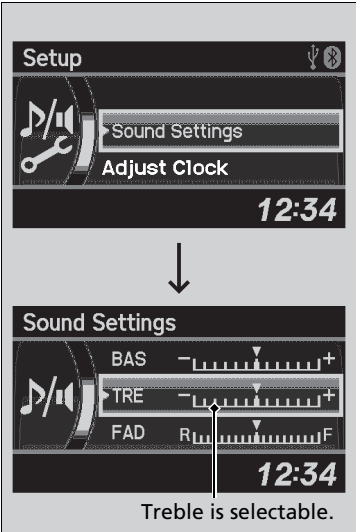 Setup
Sound Settings
Adjust Clock
12:34
Sound Settings
BAS - +
TRE - +
FAD R F
12:34
Treble is selectable.